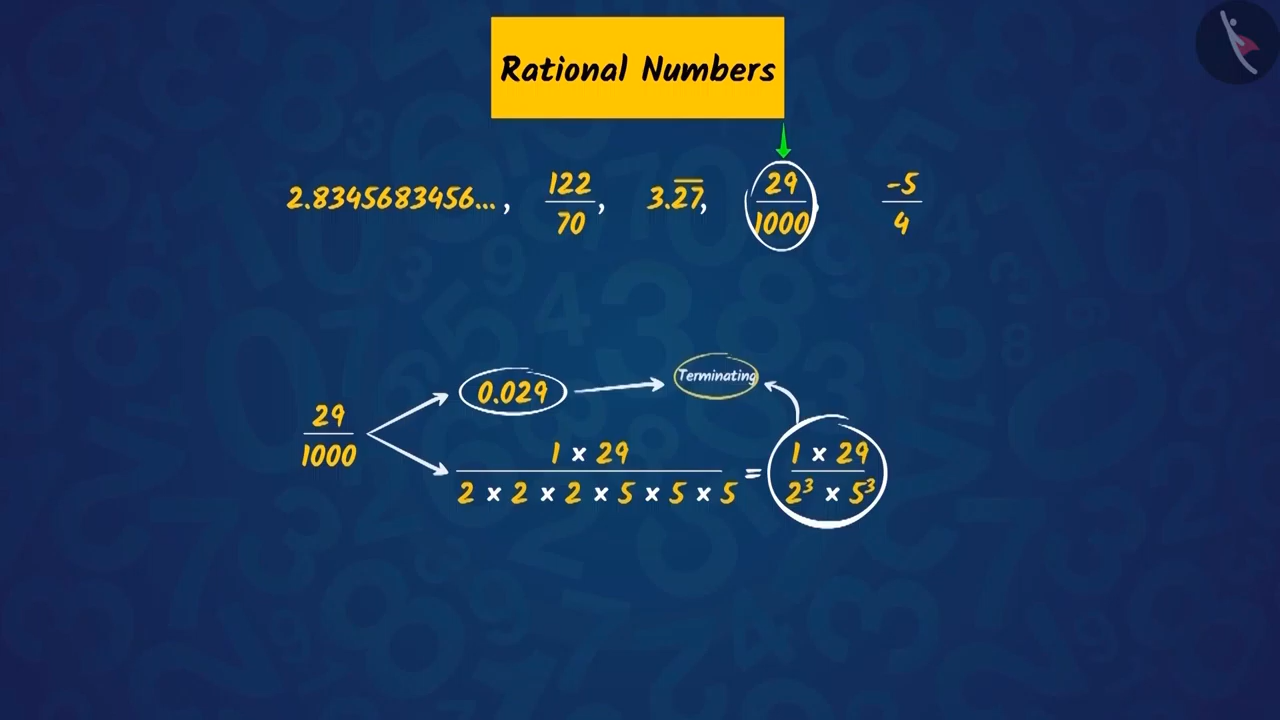 Rational Numbers
2.8345683456..., 122/70, 3.2̅7̅, 29/1000 -5/4
29/1000
0.029
Terminating
1 × 29 / 2 × 2 × 2 × 5 × 5 × 5 = 1 × 29 / 2³ × 5³